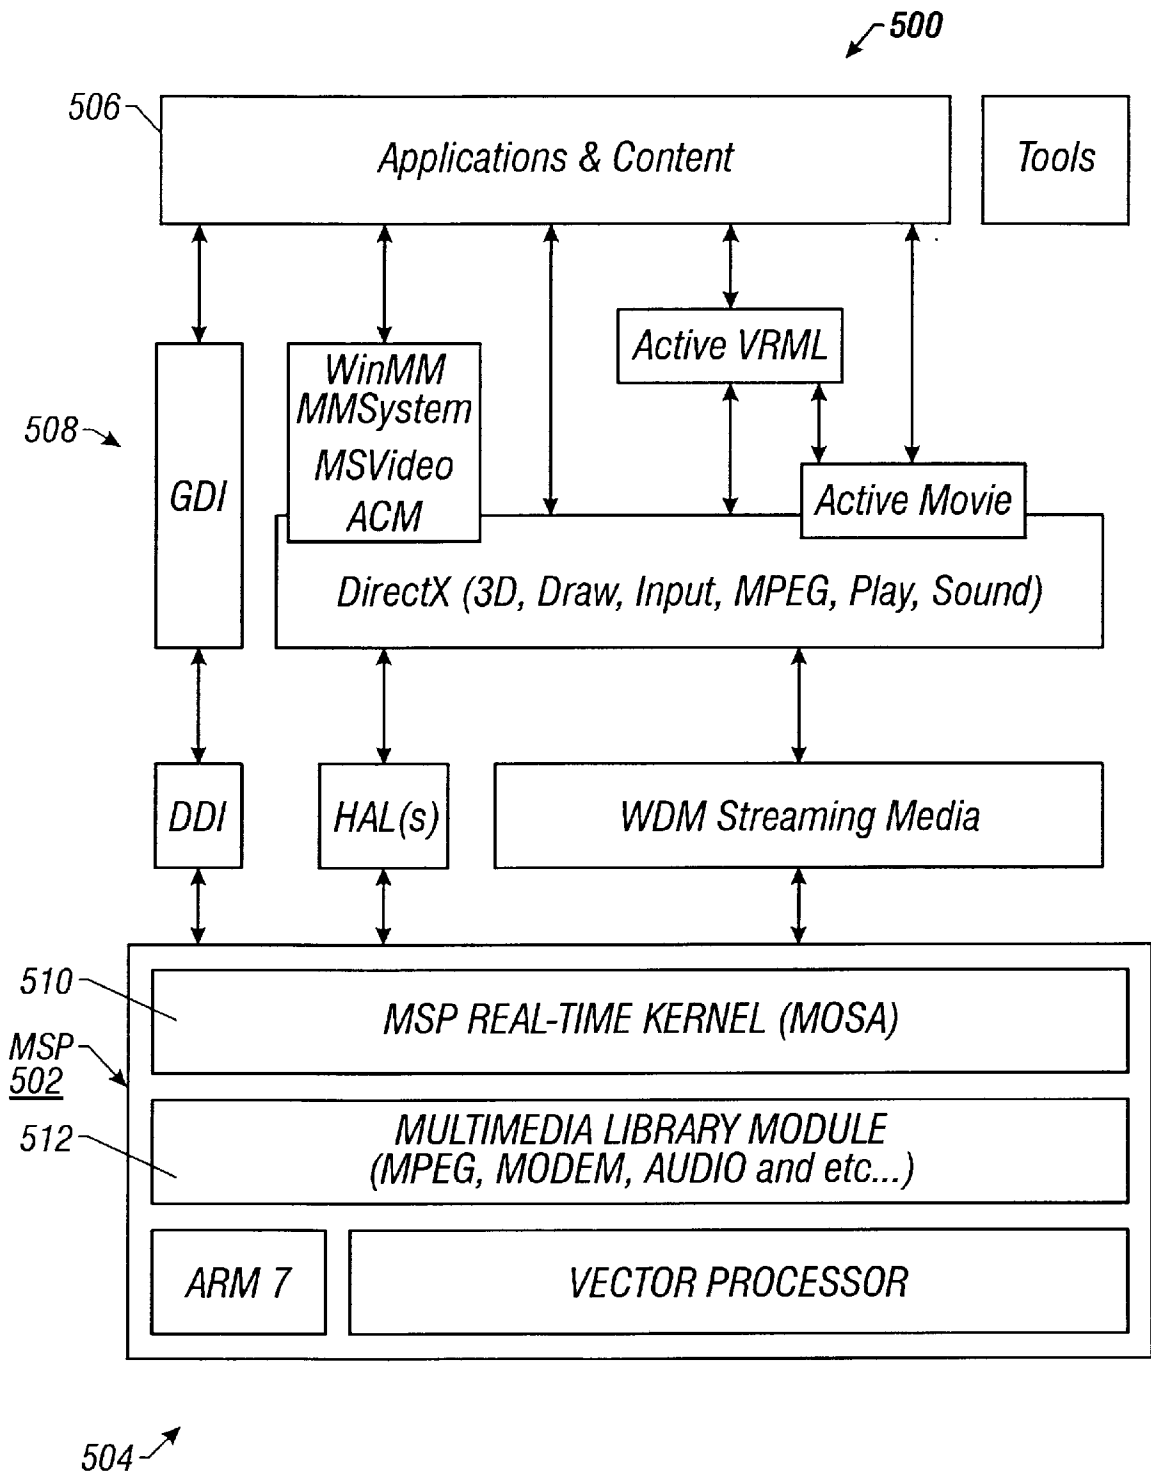 500
506
Applications & Content
Tools
Active VRML
WinMM
MMSystem
MSVideo
ACM
508
GDI
Active Movie
DirectX (3D, Draw, Input, MPEG, Play, Sound)
DDI
HAL(s)
WDM Streaming Media
510
MSP REAL-TIME KERNEL (MOSA)
MSP
502
512
MULTIMEDIA LIBRARY MODULE
(MPEG, MODEM, AUDIO and etc...)
ARM 7
VECTOR PROCESSOR
504